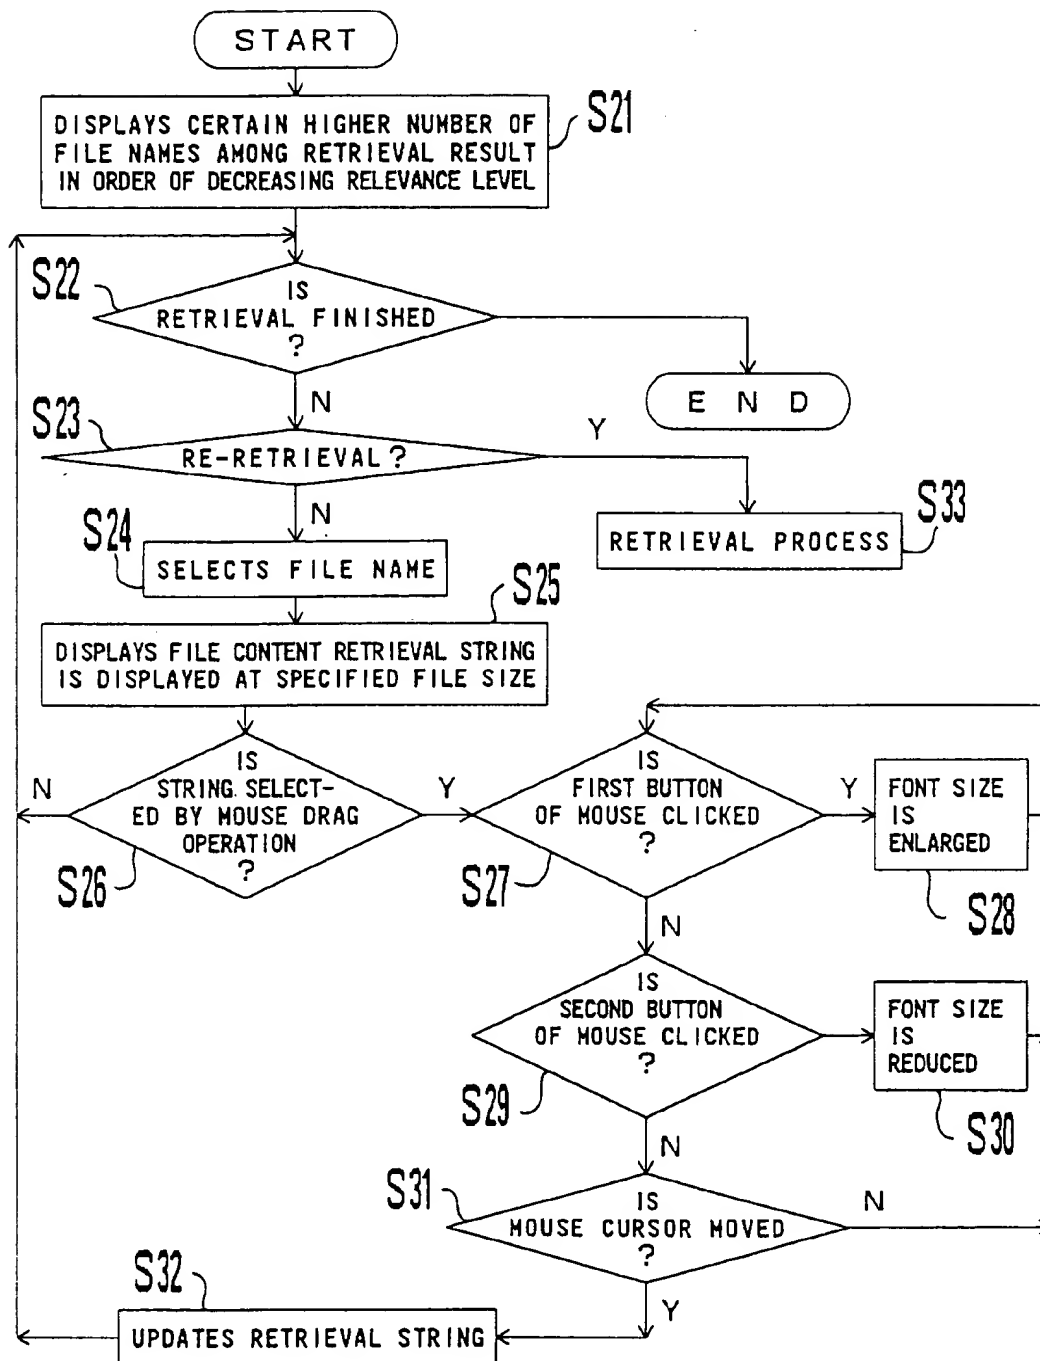 START
S21
DISPLAYS CERTAIN HIGHER NUMBER OF
FILE NAMES AMONG RETRIEVAL RESULT
IN ORDER OF DECREASING RELEVANCE LEVEL
S22
IS
RETRIEVAL FINISHED
?
N
END
S23
RE-RETRIEVAL?
Y
N
S33
RETRIEVAL PROCESS
S24
SELECTS FILE NAME
S25
DISPLAYS FILE CONTENT RETRIEVAL STRING
IS DISPLAYED AT SPECIFIED FILE SIZE
N
IS
STRING SELECT-
ED BY MOUSE DRAG
OPERATION
?
Y
S26
IS
FIRST BUTTON
OF MOUSE CLICKED
?
Y
S27
FONT SIZE
IS
ENLARGED
S28
N
IS
SECOND BUTTON
OF MOUSE CLICKED
?
S29
FONT SIZE
IS
REDUCED
S30
N
S31
IS
MOUSE CURSOR MOVED
?
N
Y
S32
UPDATES RETRIEVAL STRING